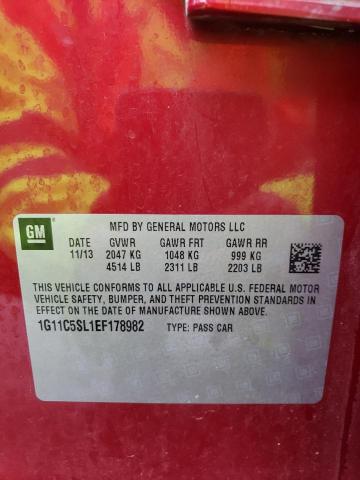 GM
MFD BY GENERAL MOTORS LLC
11/13 GVWR GAWR FRT GAWR RR
2047 KG 1048 KG 999 KG
4514 LB 2311 LB 2203 LB
THIS VEHICLE CONFORMS TO ALL APPLICABLE U.S. FEDERAL MOTOR
VEHICLE SAFETY, BUMPER, AND THEFT PREVENTION STANDARDS
IN EFFECT ON THE DATE OF MANUFACTURE SHOWN ABOVE.
1G11C5SL1EF178982 TYPE: PASS CAR